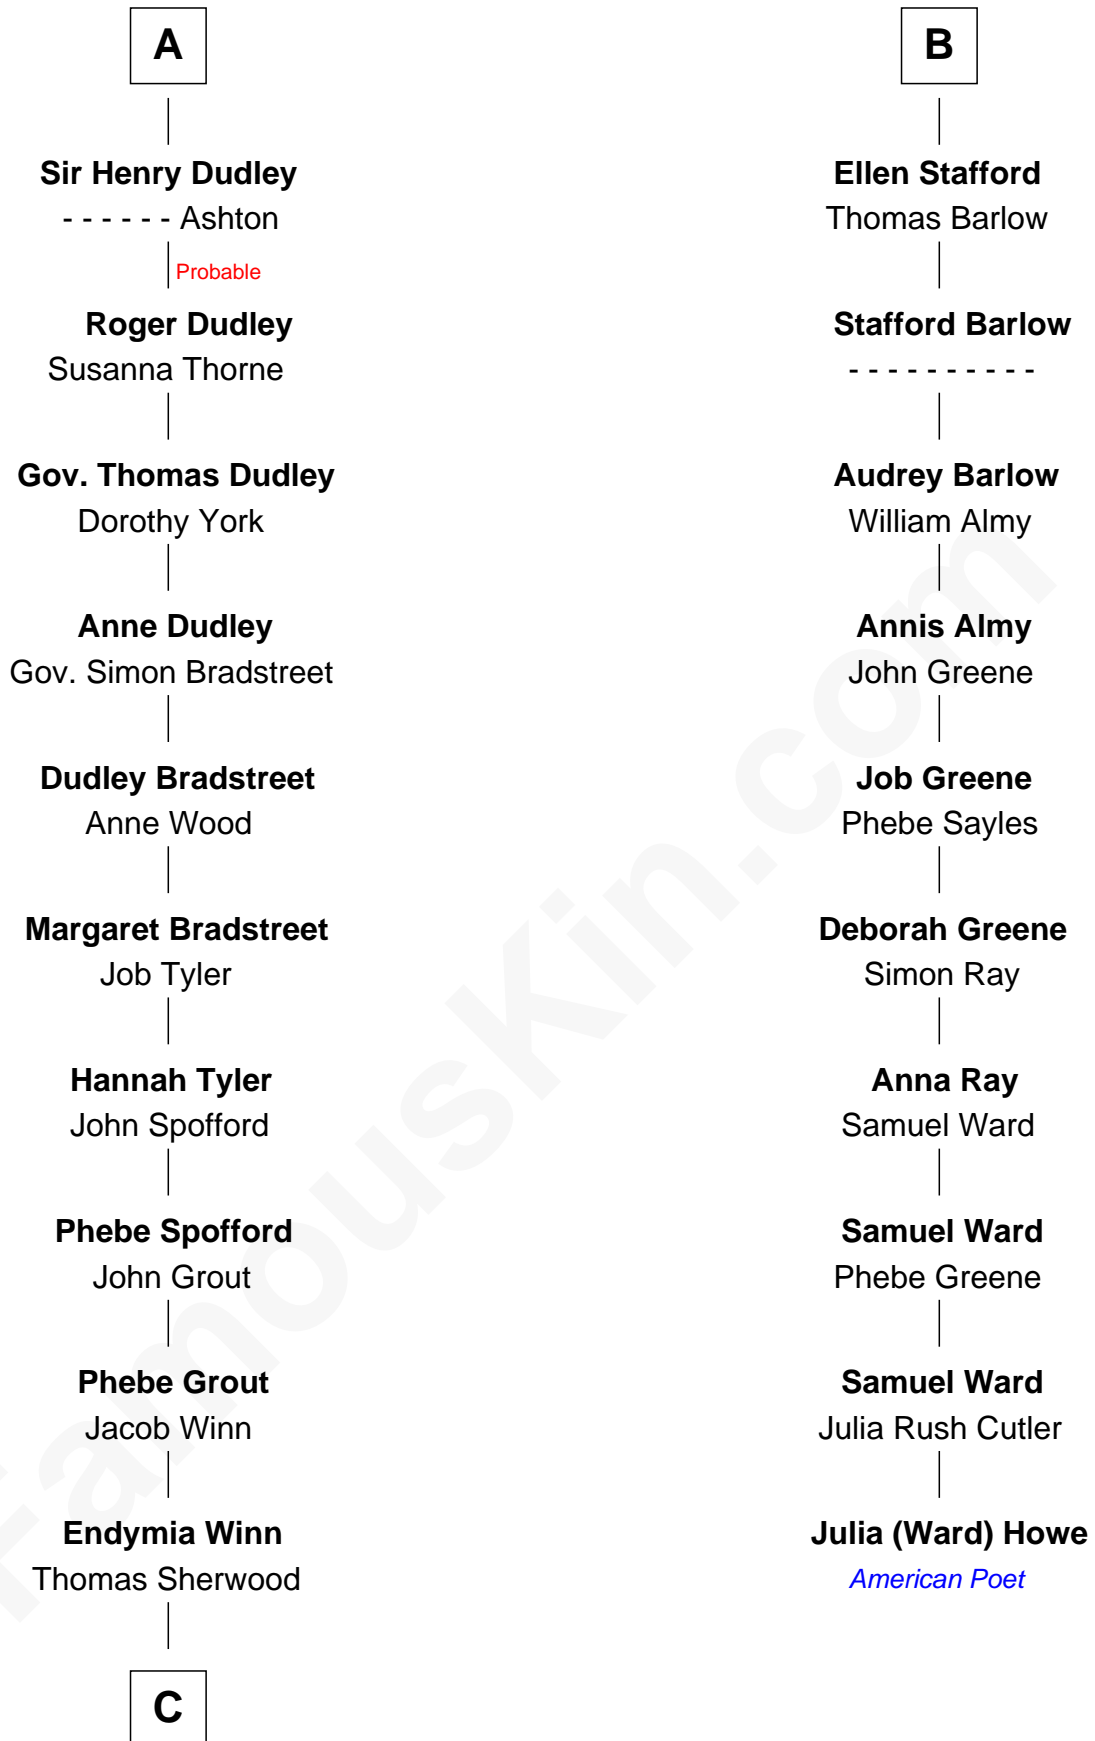 A
Sir Henry Dudley
- - - - - - Ashton
Probable
Roger Dudley
Susanna Thorne
Gov. Thomas Dudley
Dorothy York
Anne Dudley
Gov. Simon Bradstreet
Dudley Bradstreet
Anne Wood
Margaret Bradstreet
Job Tyler
Hannah Tyler
John Spofford
Phebe Spofford
John Grout
Phebe Grout
Jacob Winn
Endymia Winn
Thomas Sherwood
C
B
Ellen Stafford
Thomas Barlow
Stafford Barlow
- - - - - - - - - -
Audrey Barlow
William Almy
Annis Almy
John Greene
Job Greene
Phebe Sayles
Deborah Greene
Simon Ray
Anna Ray
Samuel Ward
Samuel Ward
Phebe Greene
Samuel Ward
Julia Rush Cutler
Julia (Ward) Howe
American Poet
FamousKin.com